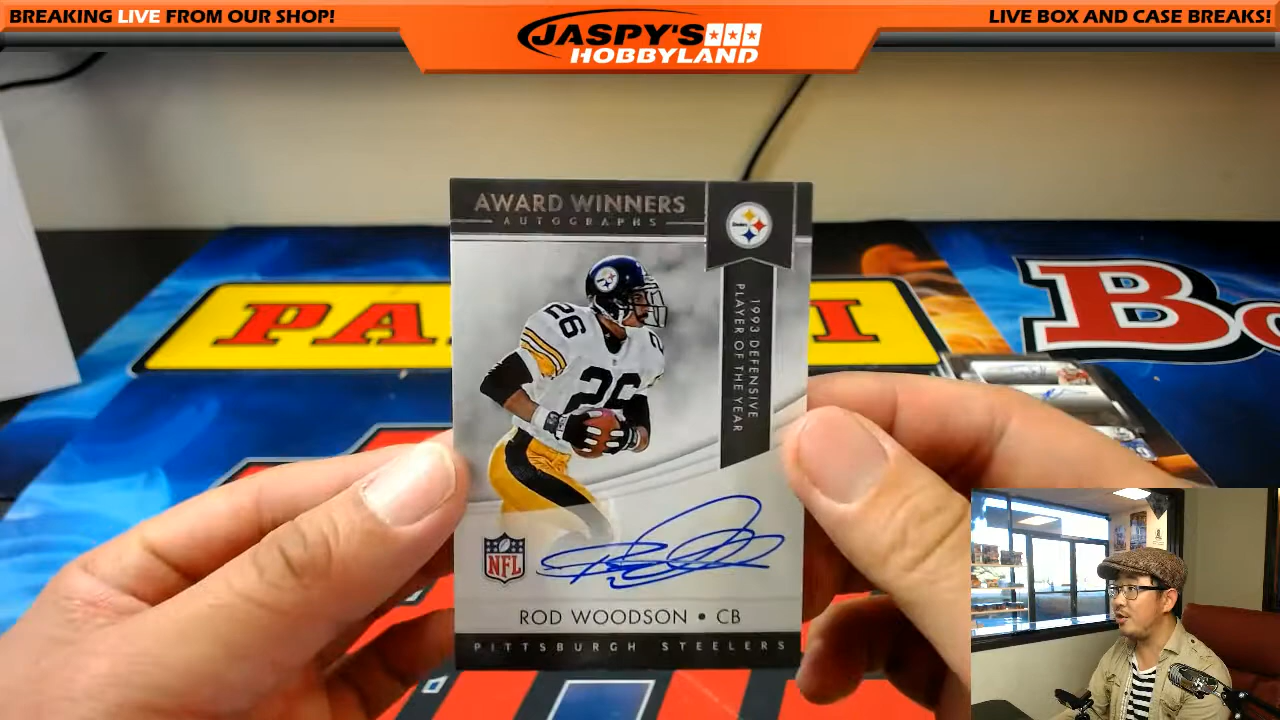 BREAKING LIVE FROM OUR SHOP!
JASPY'S
HOBBYLAND
LIVE BOX AND CASE BREAKS!
AWARD WINNERS
AUTOGRAPHS
Steelers
1993 DEFENSIVE
PLAYER OF THE YEAR
26
26
NFL
ROD WOODSON • CB
PITTSBURGH STEELERS